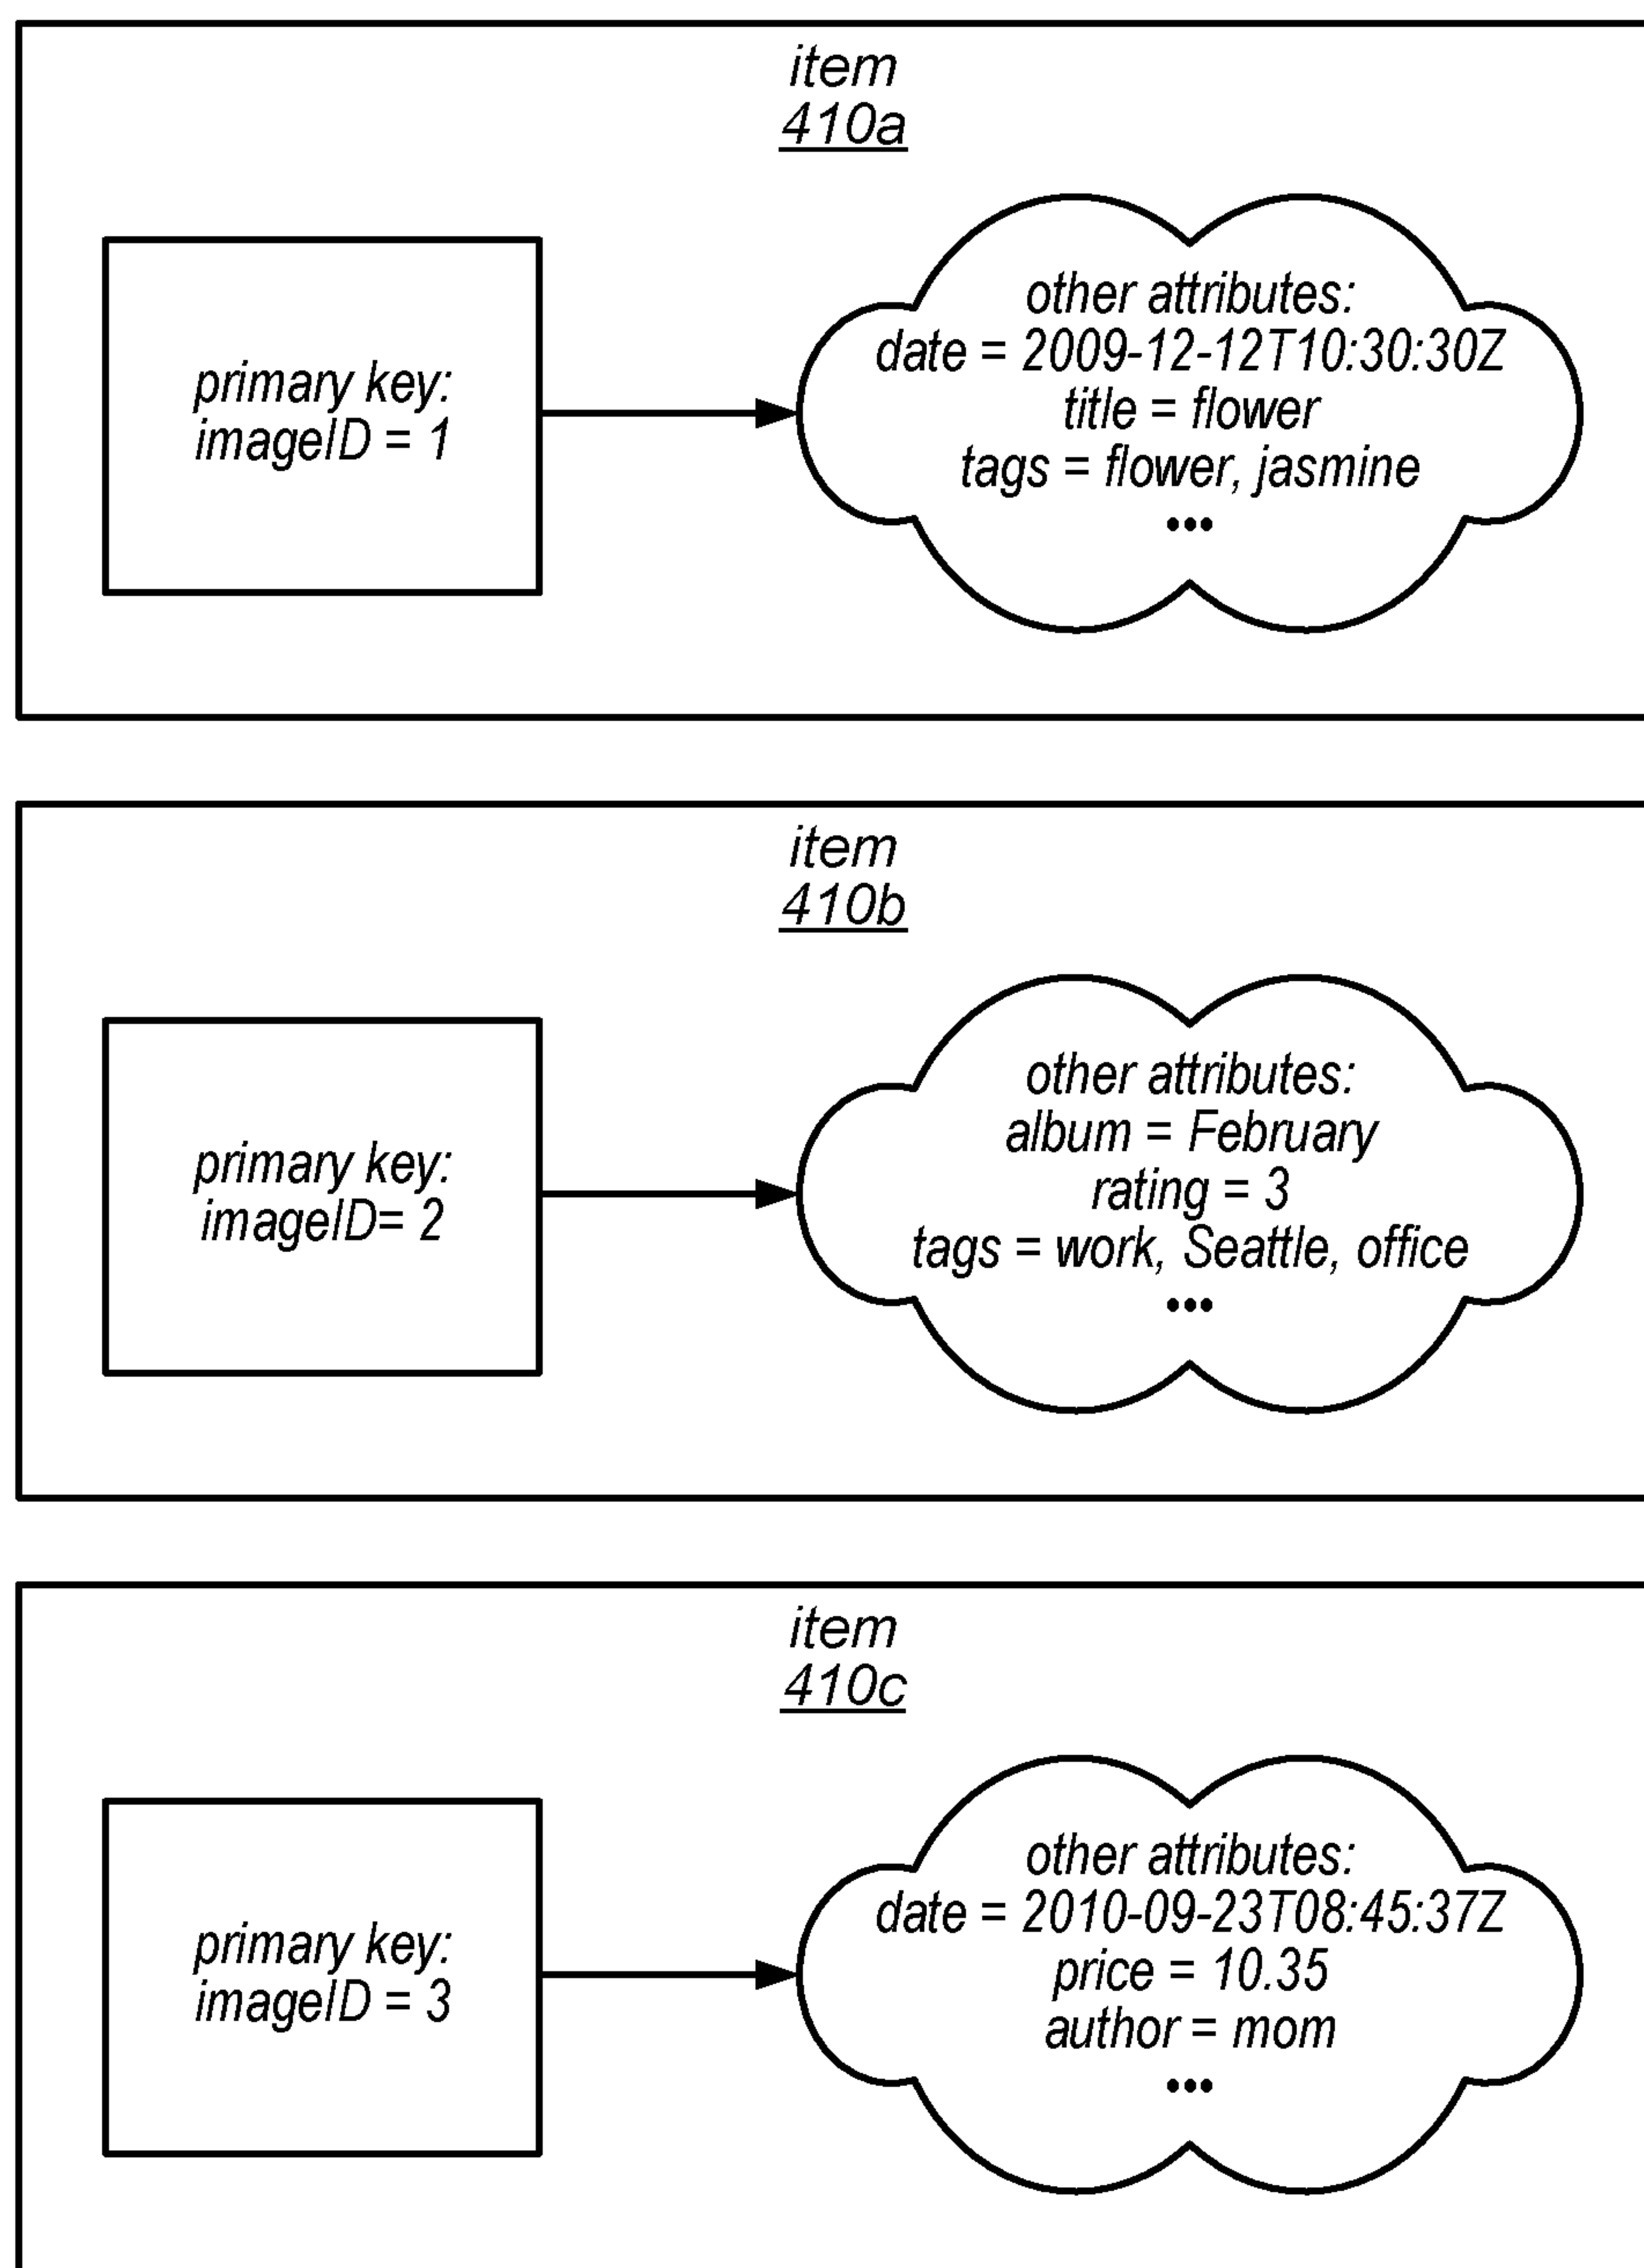 item
410a
primary key:
imageID = 1
other attributes:
date = 2009-12-12T10:30:30Z
title = flower
tags = flower, jasmine
...
item
410b
primary key:
imageID= 2
other attributes:
album = February
rating = 3
tags = work, Seattle, office
...
item
410c
primary key:
imageID = 3
other attributes:
date = 2010-09-23T08:45:37Z
price = 10.35
author = mom
...